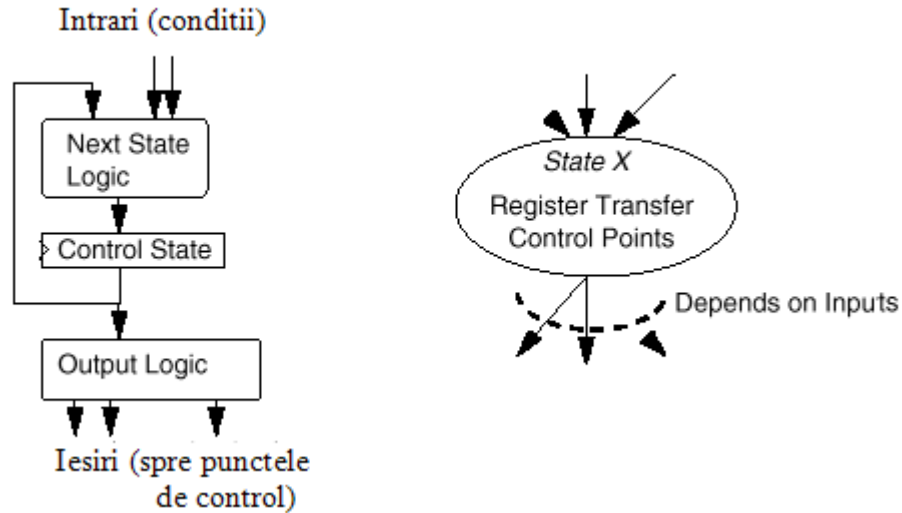 Intrari (conditii)
Next State
Logic
Control State
Output Logic
Iesiri (spre punctele
de control)
State X
Register Transfer
Control Points
Depends on Inputs